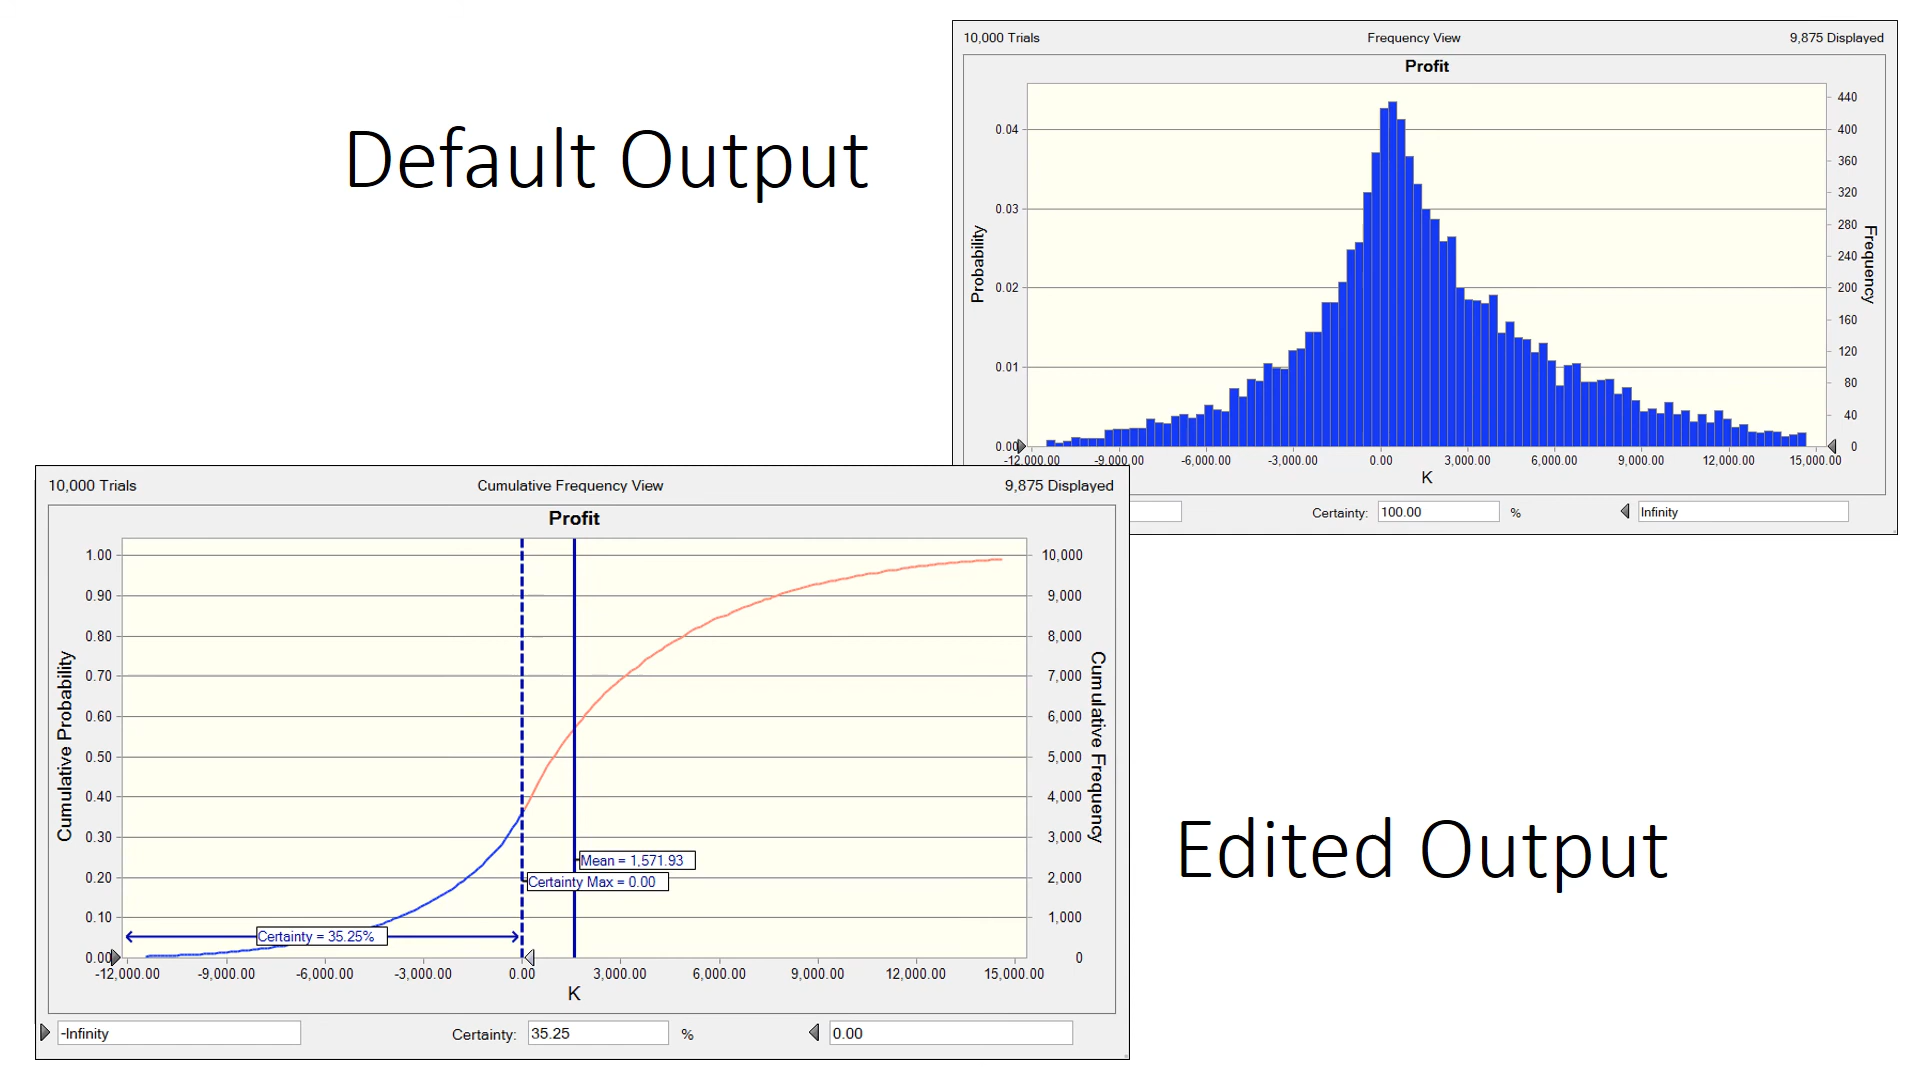 Default Output
10,000 Trials Frequency View 9,875 Displayed
Profit
440
0.04 400
360
320
0.03
280
Probability Frequency
240
0.02 200
160
120
0.01
80
40
0.00 0
-12,000.00 -9,000.00 -6,000.00 -3,000.00 0.00 3,000.00 6,000.00 9,000.00 12,000.00 15,000.00
K
Certainty: 100.00 % Infinity
10,000 Trials Cumulative Frequency View 9,875 Displayed
Profit
1.00 10,000
0.90 9,000
0.80 8,000
0.70 7,000
0.60 6,000
Cumulative Probability Cumulative Frequency
0.50 5,000
0.40 4,000
0.30 3,000
Mean = 1,571.93
0.20 Certainty Max = 0.00 2,000
0.10 1,000
Certainty = 35.25%
0.00 0
-12,000.00 -9,000.00 -6,000.00 -3,000.00 0.00 3,000.00 6,000.00 9,000.00 12,000.00 15,000.00
K
-Infinity Certainty: 35.25 % 0.00
Edited Output